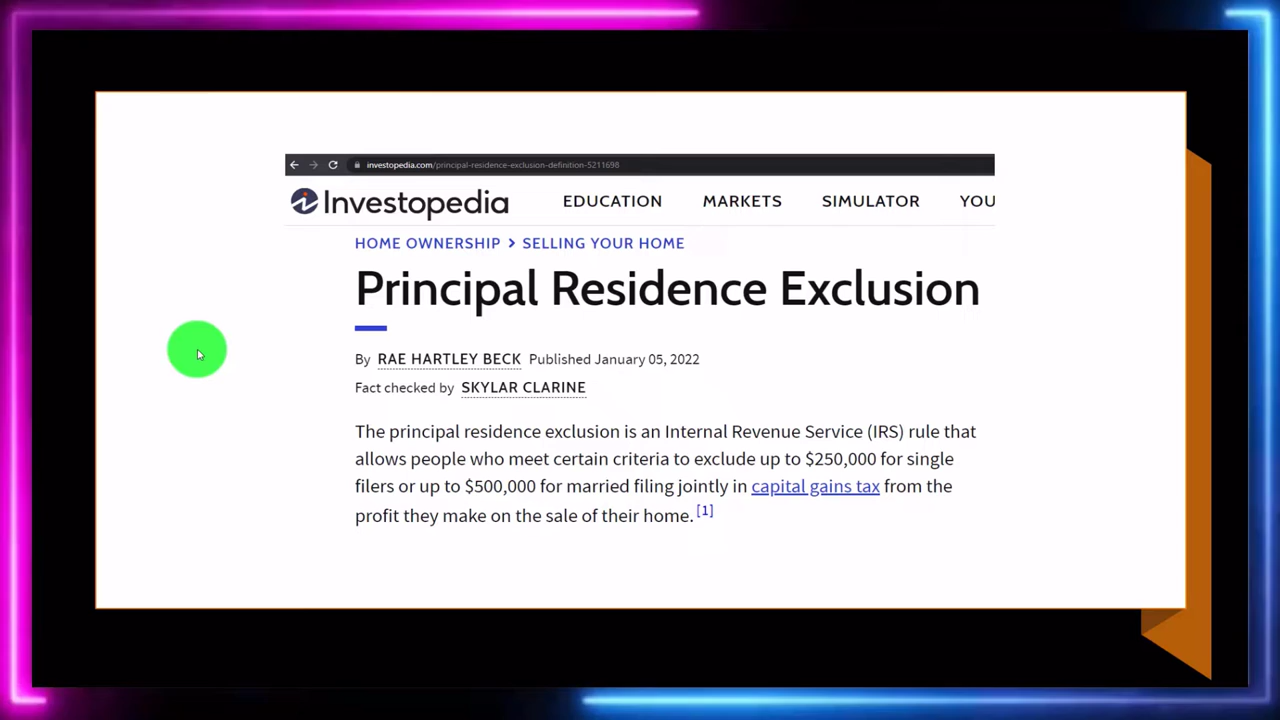 investopedia.com/principal-residence-exclusion-definition-5211698
Investopedia EDUCATION MARKETS SIMULATOR YOU
HOME OWNERSHIP > SELLING YOUR HOME
Principal Residence Exclusion
By RAE HARTLEY BECK Published January 05, 2022
Fact checked by SKYLAR CLARINE
The principal residence exclusion is an Internal Revenue Service (IRS) rule that
allows people who meet certain criteria to exclude up to $250,000 for single
filers or up to $500,000 for married filing jointly in capital gains tax from the
profit they make on the sale of their home. [1]